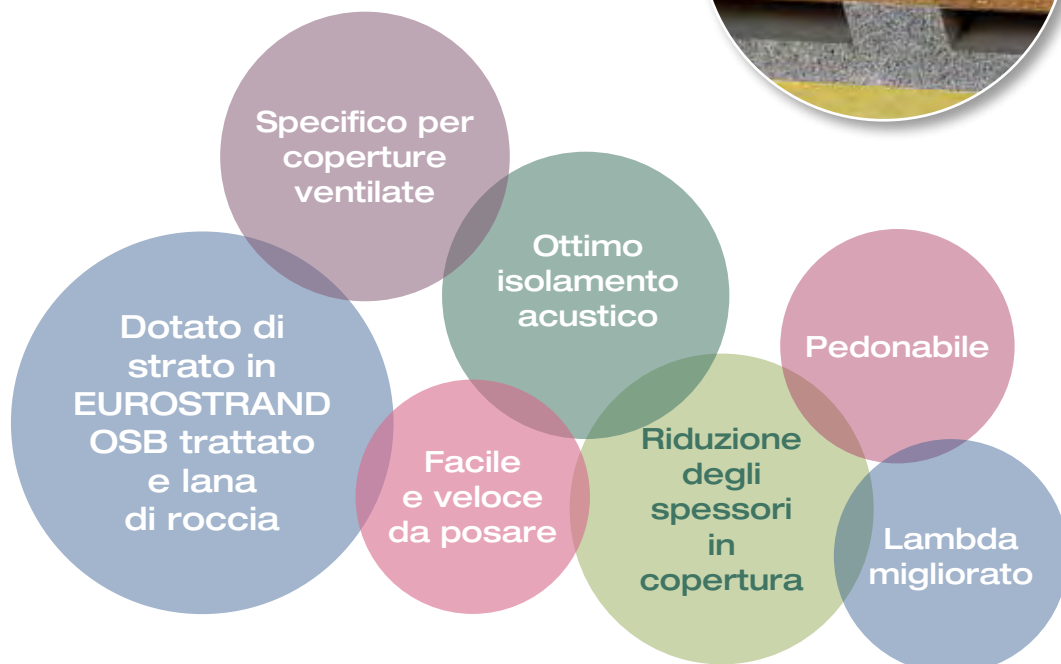 Specifico per
coperture
ventilate
Ottimo
isolamento
acustico
Pedonabile
Dotato di
strato in
EUROSTRAND
OSB trattato
e lana
di roccia
Facile
e veloce
da posare
Riduzione
degli
spessori
in
copertura
Lambda
migliorato